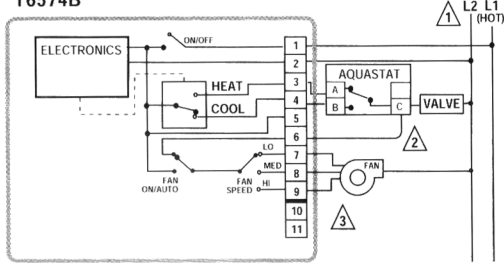 T6574B
1
L2 L1
(HOT)
ELECTRONICS
ON/OFF
1
2
3
4
5
6
7
8
9
10
11
HEAT
COOL
AQUASTAT
A
B
C
VALVE
2
LO
MED
HI
FAN
ON/AUTO
FAN
SPEED
FAN
3